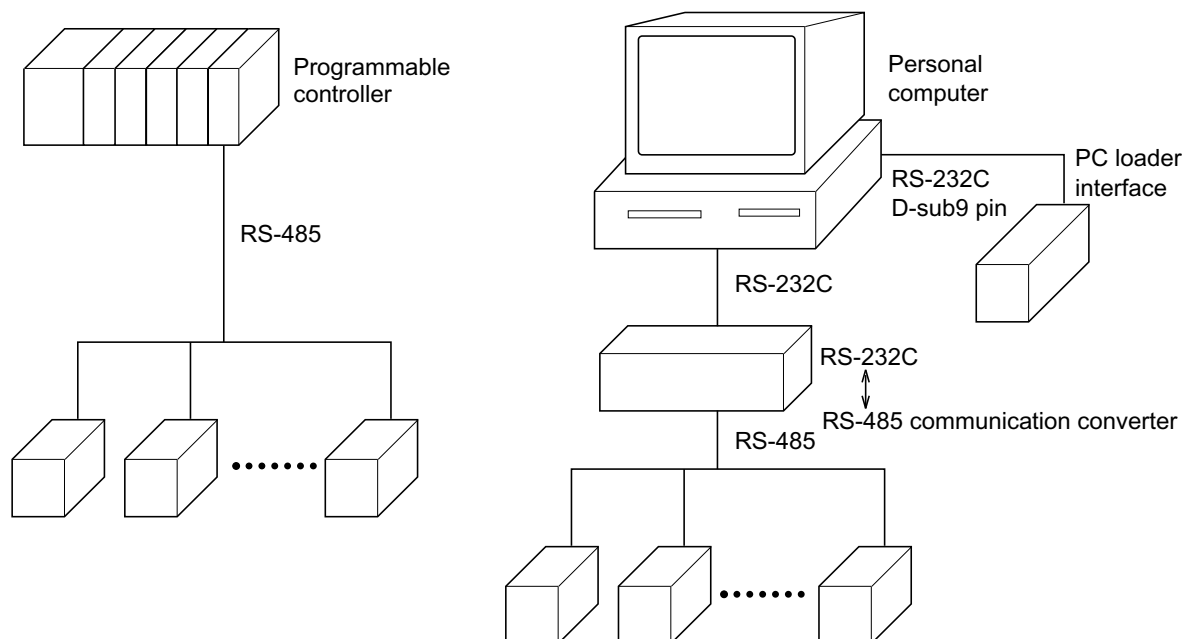 Programmable
controller
RS-485
Personal
computer
PC loader
interface
RS-232C
D-sub9 pin
RS-232C
RS-232C
RS-485 communication converter
RS-485